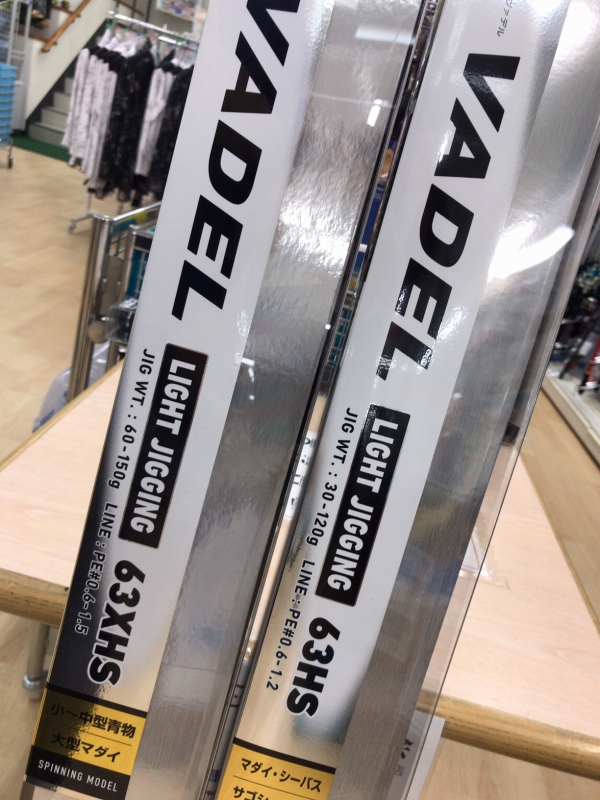 VADEL
LIGHT JIGGING
63XHS
JIG WT.：60-150g LINE：PE#0.6-1.5
小〜中型青物
大型マダイ
SPINNING MODEL
VADEL
LIGHT JIGGING
63HS
JIG WT.：30-120g LINE：PE#0.6-1.2
マダイ・シーバス